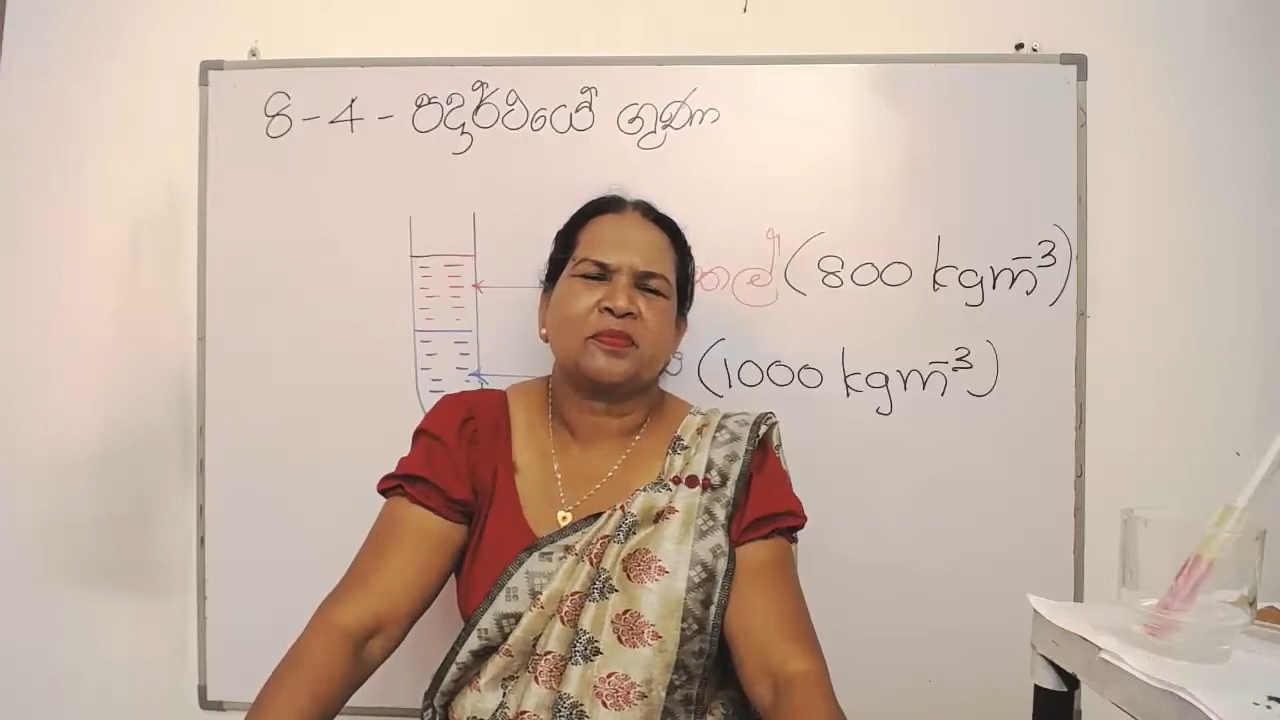 8 - 4 - පදාර්ථයේ ගුණ
(800 kgm⁻³)
(1000 kgm⁻³)